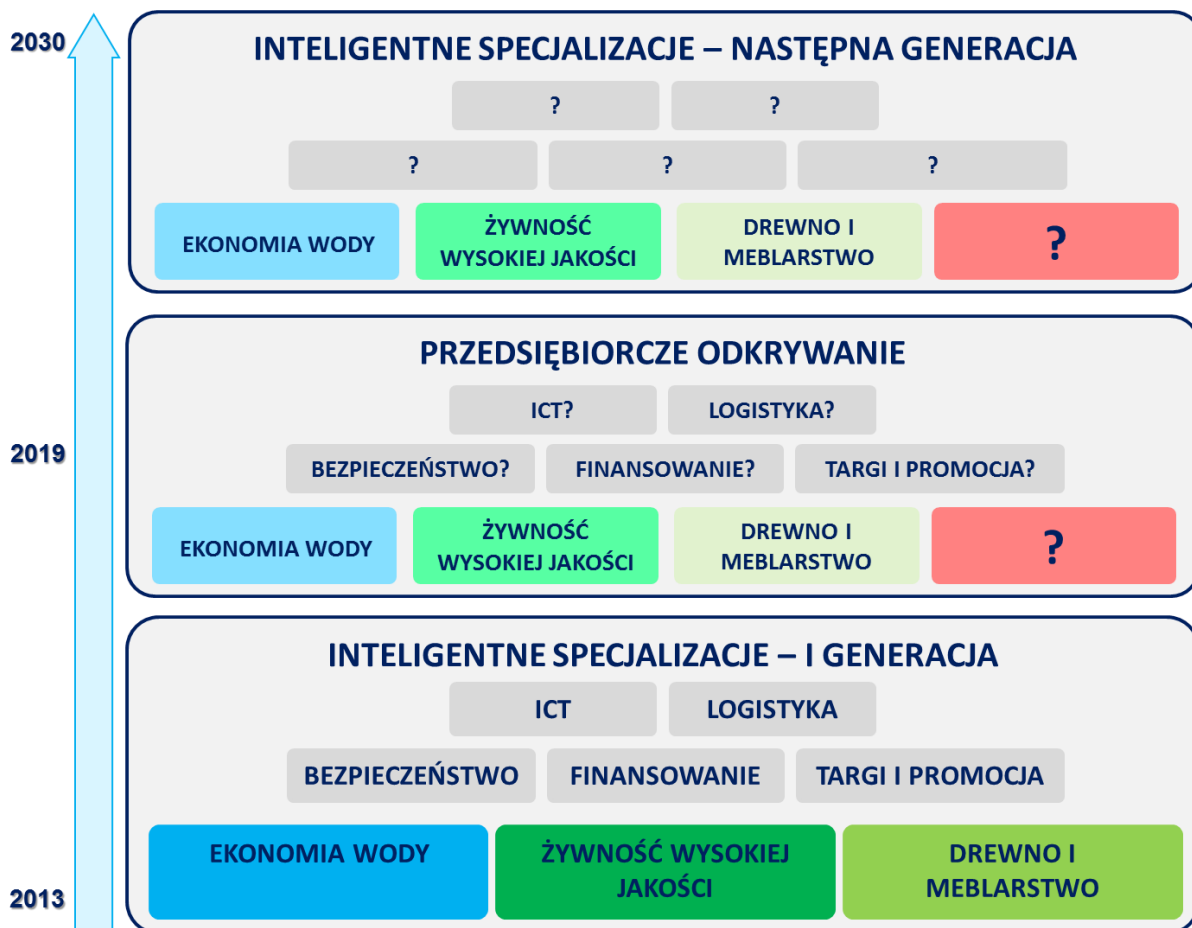 2030
INTELIGENTNE SPECJALIZACJE – NASTĘPNA GENERACJA
? ?
? ? ?
EKONOMIA WODY
ŻYWNOŚĆ
WYSOKIEJ JAKOŚCI
DREWNO I
MEBLARSTWO
?
PRZEDSIĘBIORCZE ODKRYWANIE
ICT? LOGISTYKA?
2019
BEZPIECZEŃSTWO? FINANSOWANIE? TARGI I PROMOCJA?
EKONOMIA WODY
ŻYWNOŚĆ
WYSOKIEJ JAKOŚCI
DREWNO I
MEBLARSTWO
?
INTELIGENTNE SPECJALIZACJE – I GENERACJA
ICT LOGISTYKA
BEZPIECZEŃSTWO FINANSOWANIE TARGI I PROMOCJA
EKONOMIA WODY
ŻYWNOŚĆ WYSOKIEJ
JAKOŚCI
DREWNO I
MEBLARSTWO
2013